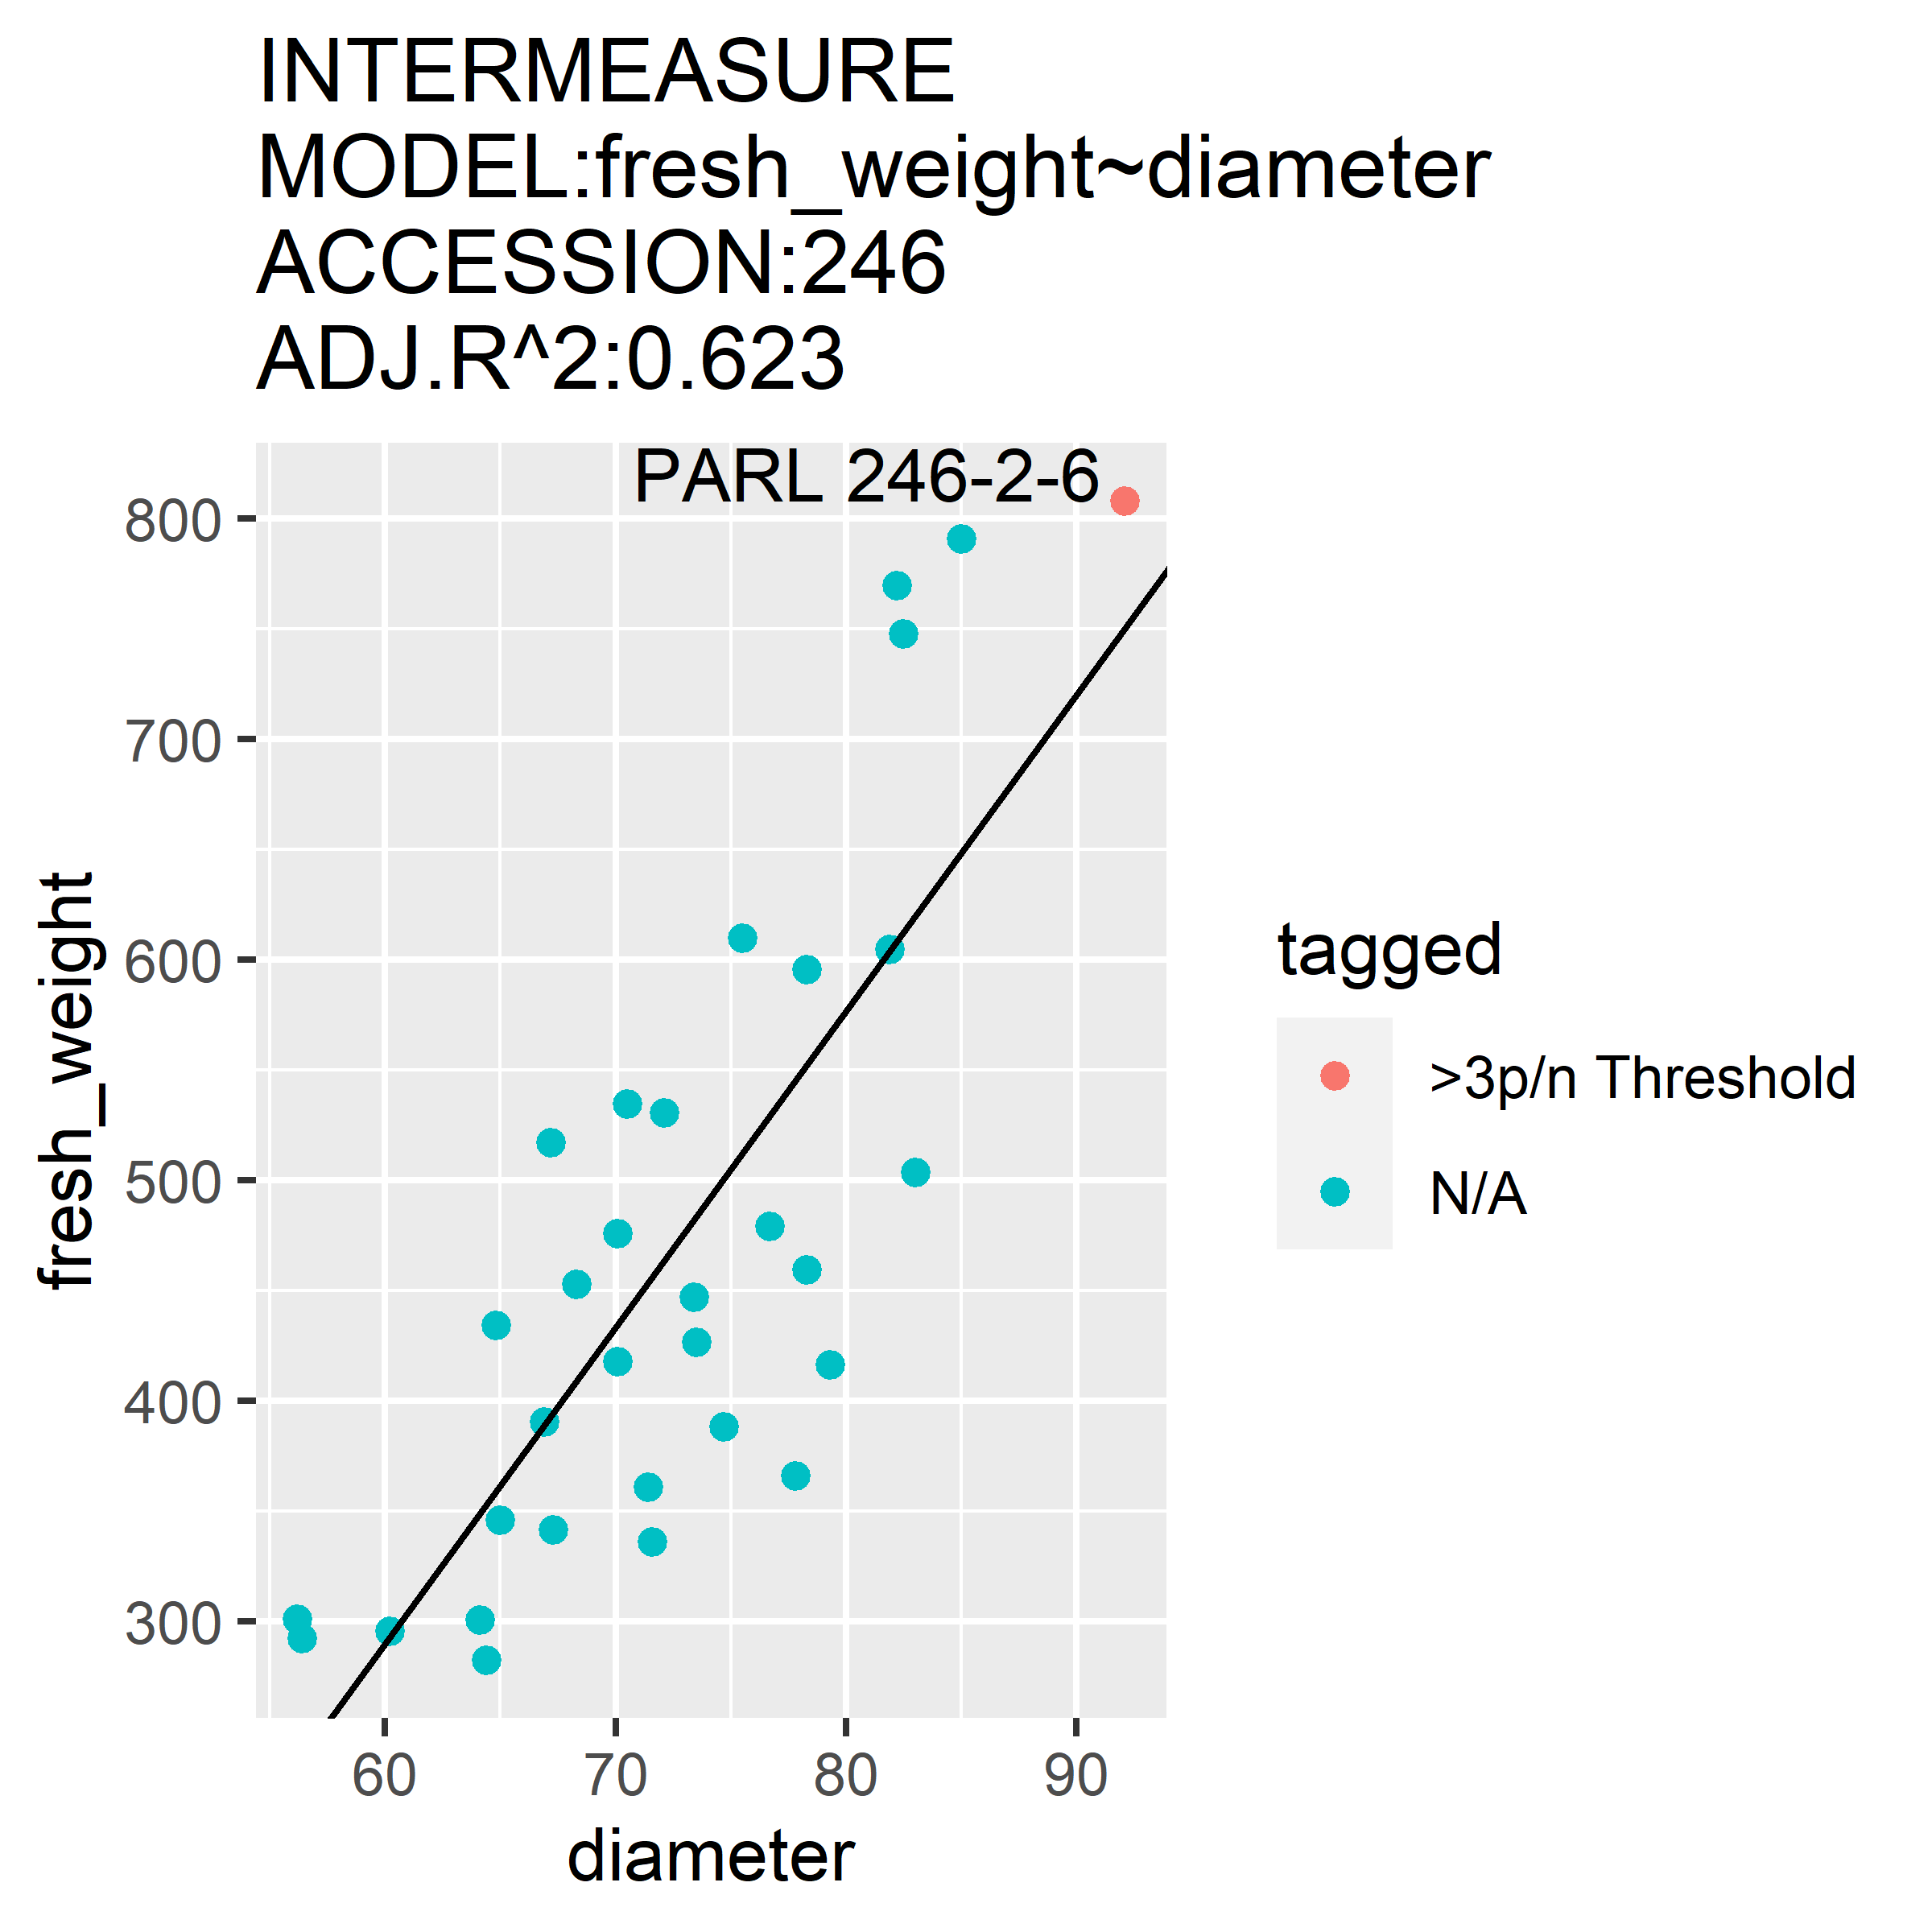 INTERMEASURE
MODEL:fresh_weight~diameter
ACCESSION:246
ADJ.R^2:0.623
PARL 246-2-6
800
700
600
500
400
300
fresh_weight
60 70 80 90
diameter
tagged
>3p/n Threshold
N/A